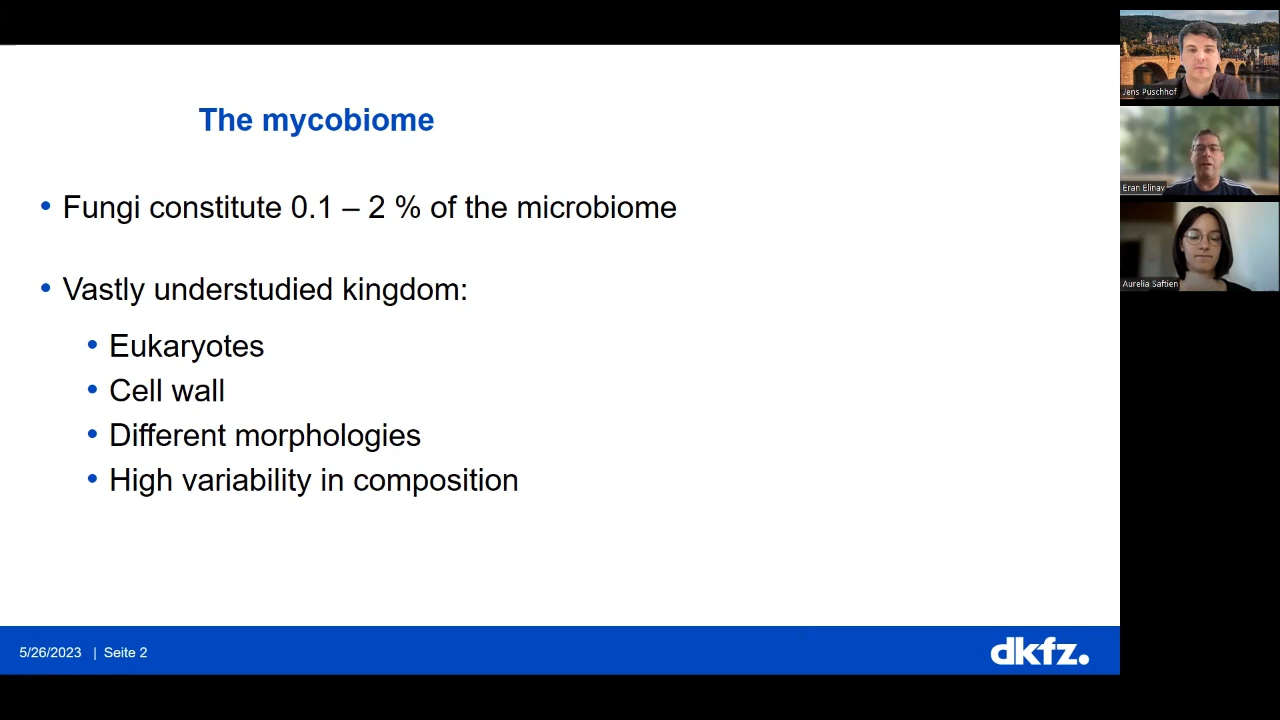 The mycobiome
Fungi constitute 0.1 – 2 % of the microbiome
Vastly understudied kingdom:
Eukaryotes
Cell wall
Different morphologies
High variability in composition
5/26/2023 | Seite 2
dkfz.
Jens Puschhof
Eran Elinav
Aurelia Saftien